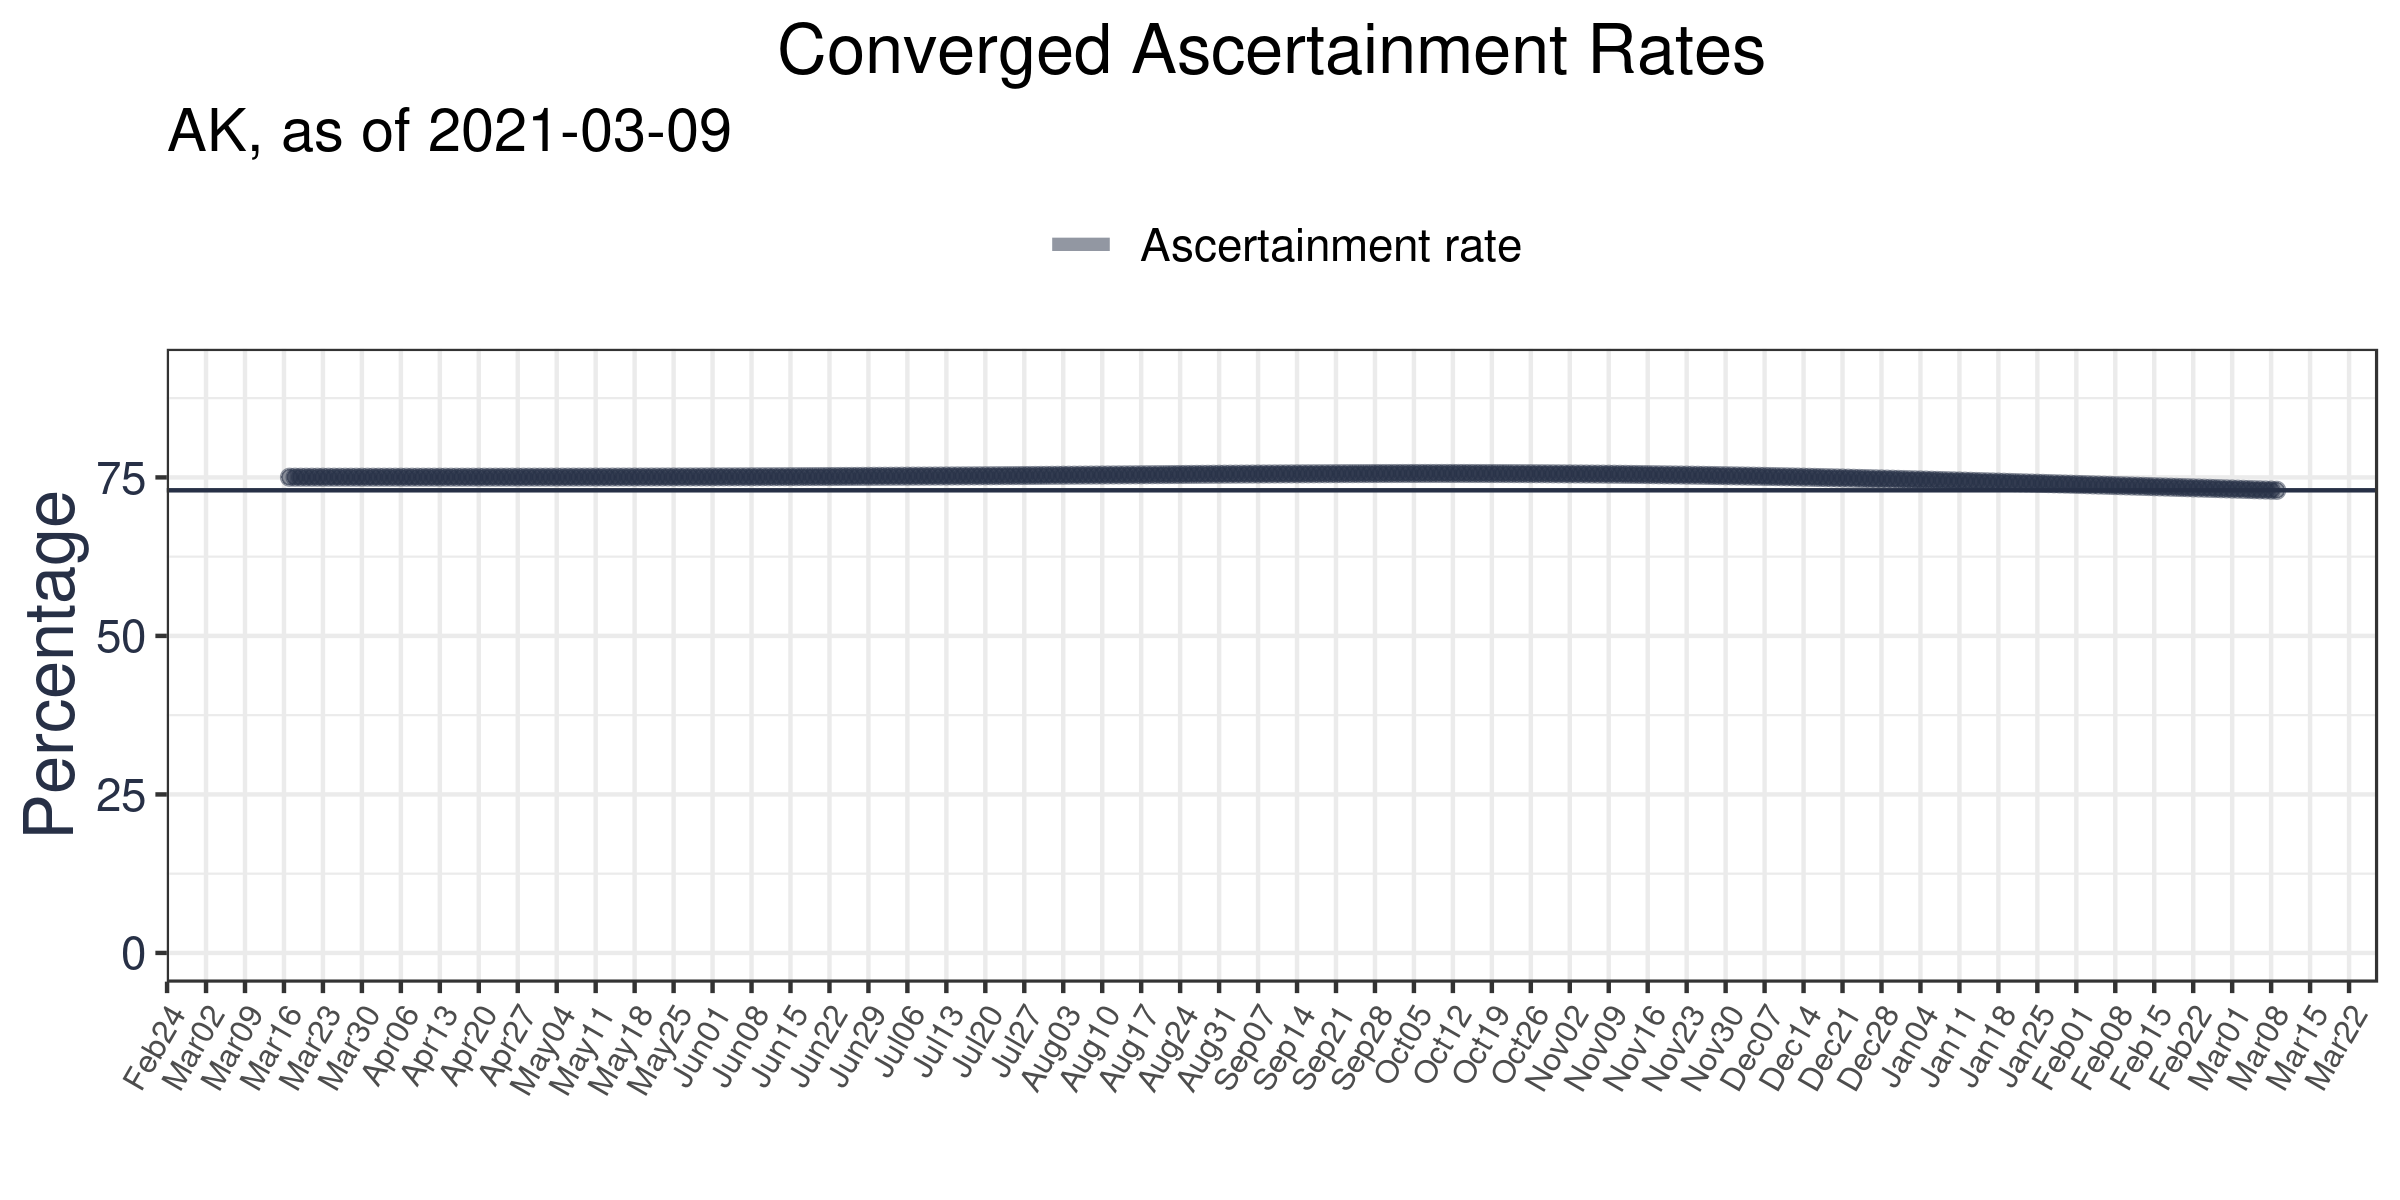 Converged Ascertainment Rates
AK, as of 2021-03-09
Ascertainment rate
Percentage
75
50
25
0
Feb24
Mar02
Mar09
Mar16
Mar23
Mar30
Apr06
Apr13
Apr20
Apr27
May04
May11
May18
May25
Jun01
Jun08
Jun15
Jun22
Jun29
Jul06
Jul13
Jul20
Jul27
Aug03
Aug10
Aug17
Aug24
Aug31
Sep07
Sep14
Sep21
Sep28
Oct05
Oct12
Oct19
Oct26
Nov02
Nov09
Nov16
Nov23
Nov30
Dec07
Dec14
Dec21
Dec28
Jan04
Jan11
Jan18
Jan25
Feb01
Feb08
Feb15
Feb22
Mar01
Mar08
Mar15
Mar22